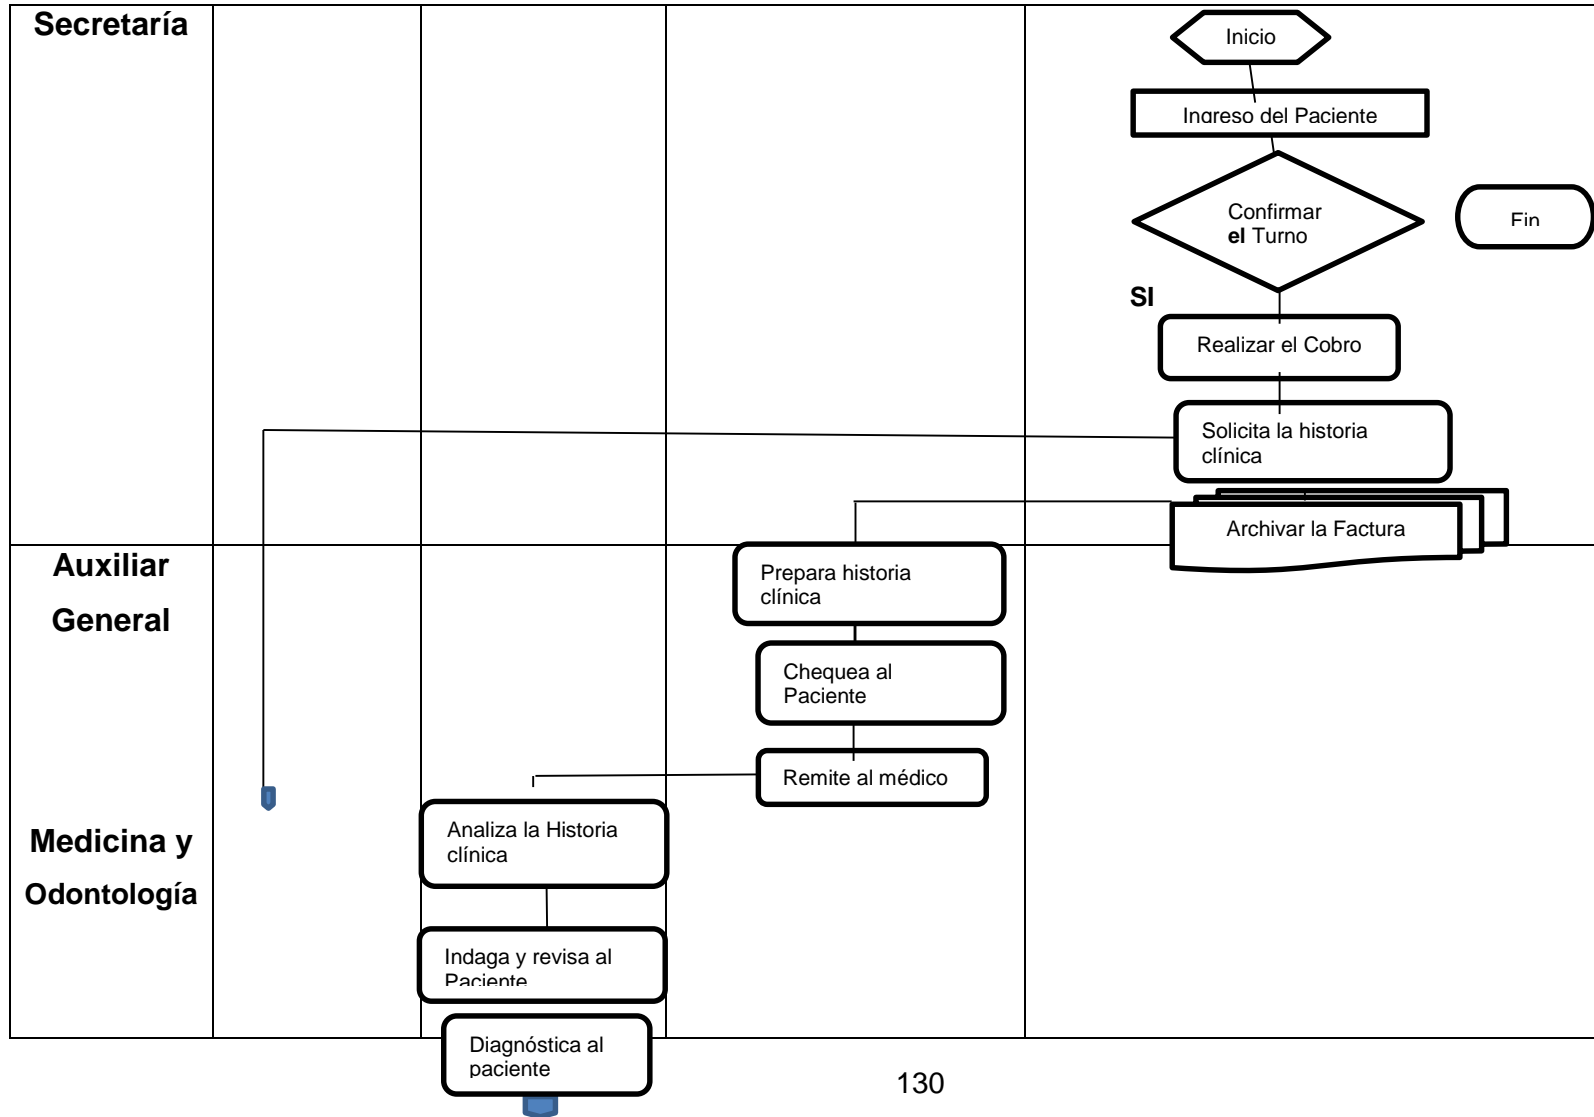 Secretaría
Inicio
Ingreso del Paciente
Confirmar
el Turno
Fin
SI
Realizar el Cobro
Solicita la historia
clínica
Archivar la Factura
Auxiliar
General
Prepara historia
clínica
Chequea al
Paciente
Remite al médico
Medicina y
Odontología
Analiza la Historia
clínica
Indaga y revisa al
Paciente
Diagnóstica al
paciente
130